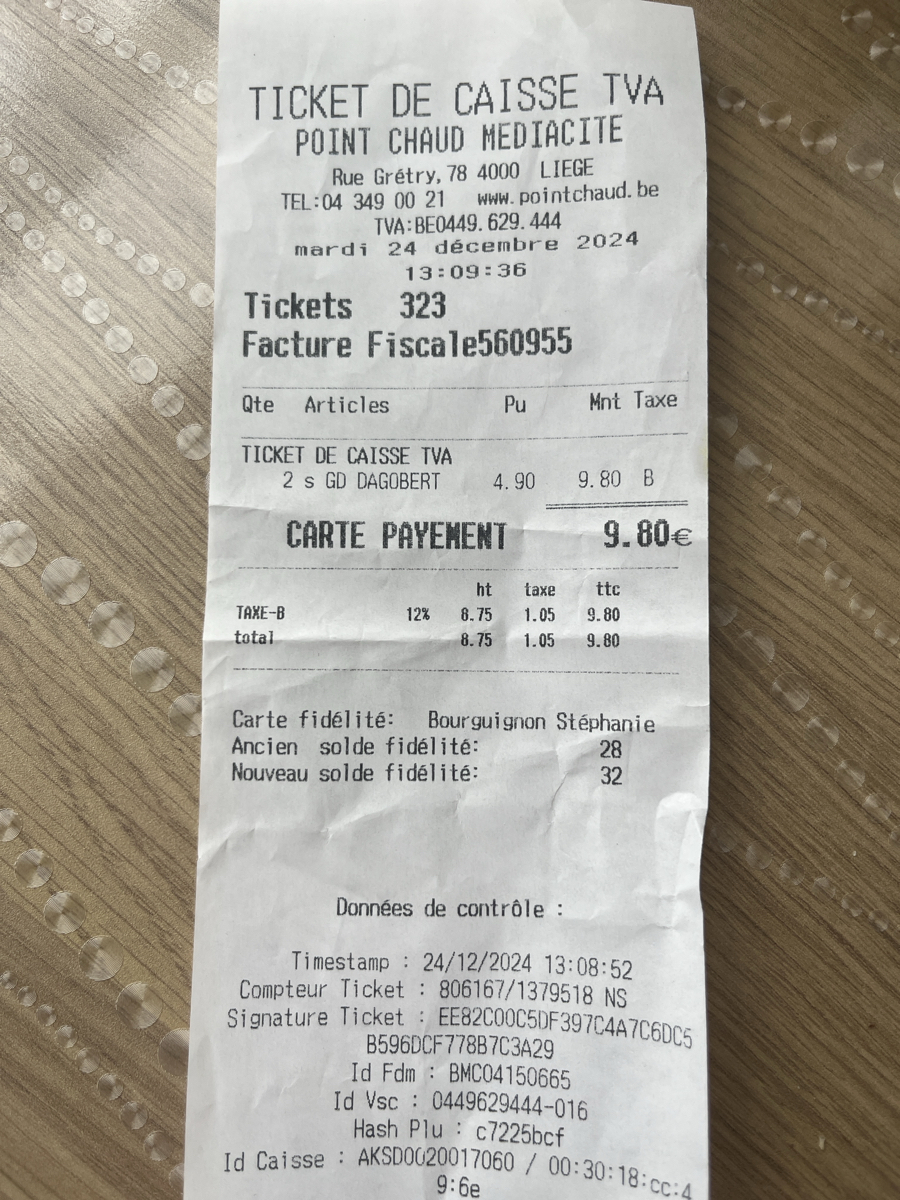 TICKET DE CAISSE TVA
POINT CHAUD MEDIACITE
Rue Grétry, 78 4000 LIEGE
TEL:04 349 00 21 www.pointchaud.be
TVA:BE0449.629.444
mardi 24 décembre 2024
13:09:36
Tickets 323
Facture Fiscale560955
Qte Articles Pu Mnt Taxe
TICKET DE CAISSE TVA
2 s GD DAGOBERT 4.90 9.80 B
CARTE PAYEMENT 9.80€
ht taxe ttc
TAXE-B 12% 8.75 1.05 9.80
total 8.75 1.05 9.80
Carte fidélité: Bourguignon Stéphanie
Ancien solde fidélité: 28
Nouveau solde fidélité: 32
Données de contrôle :
Timestamp : 24/12/2024 13:08:52
Compteur Ticket : 806167/1379518 NS
Signature Ticket : EE82C00C5DF397C4A7C6DC5
B596DCF778B7C3A29
Id Fdm : BMC04150665
Id Vsc : 0449629444-016
Hash Plu : c7225bcf
Id Caisse : AKSD0020017060 / 00:30:18:cc:4
9:6e